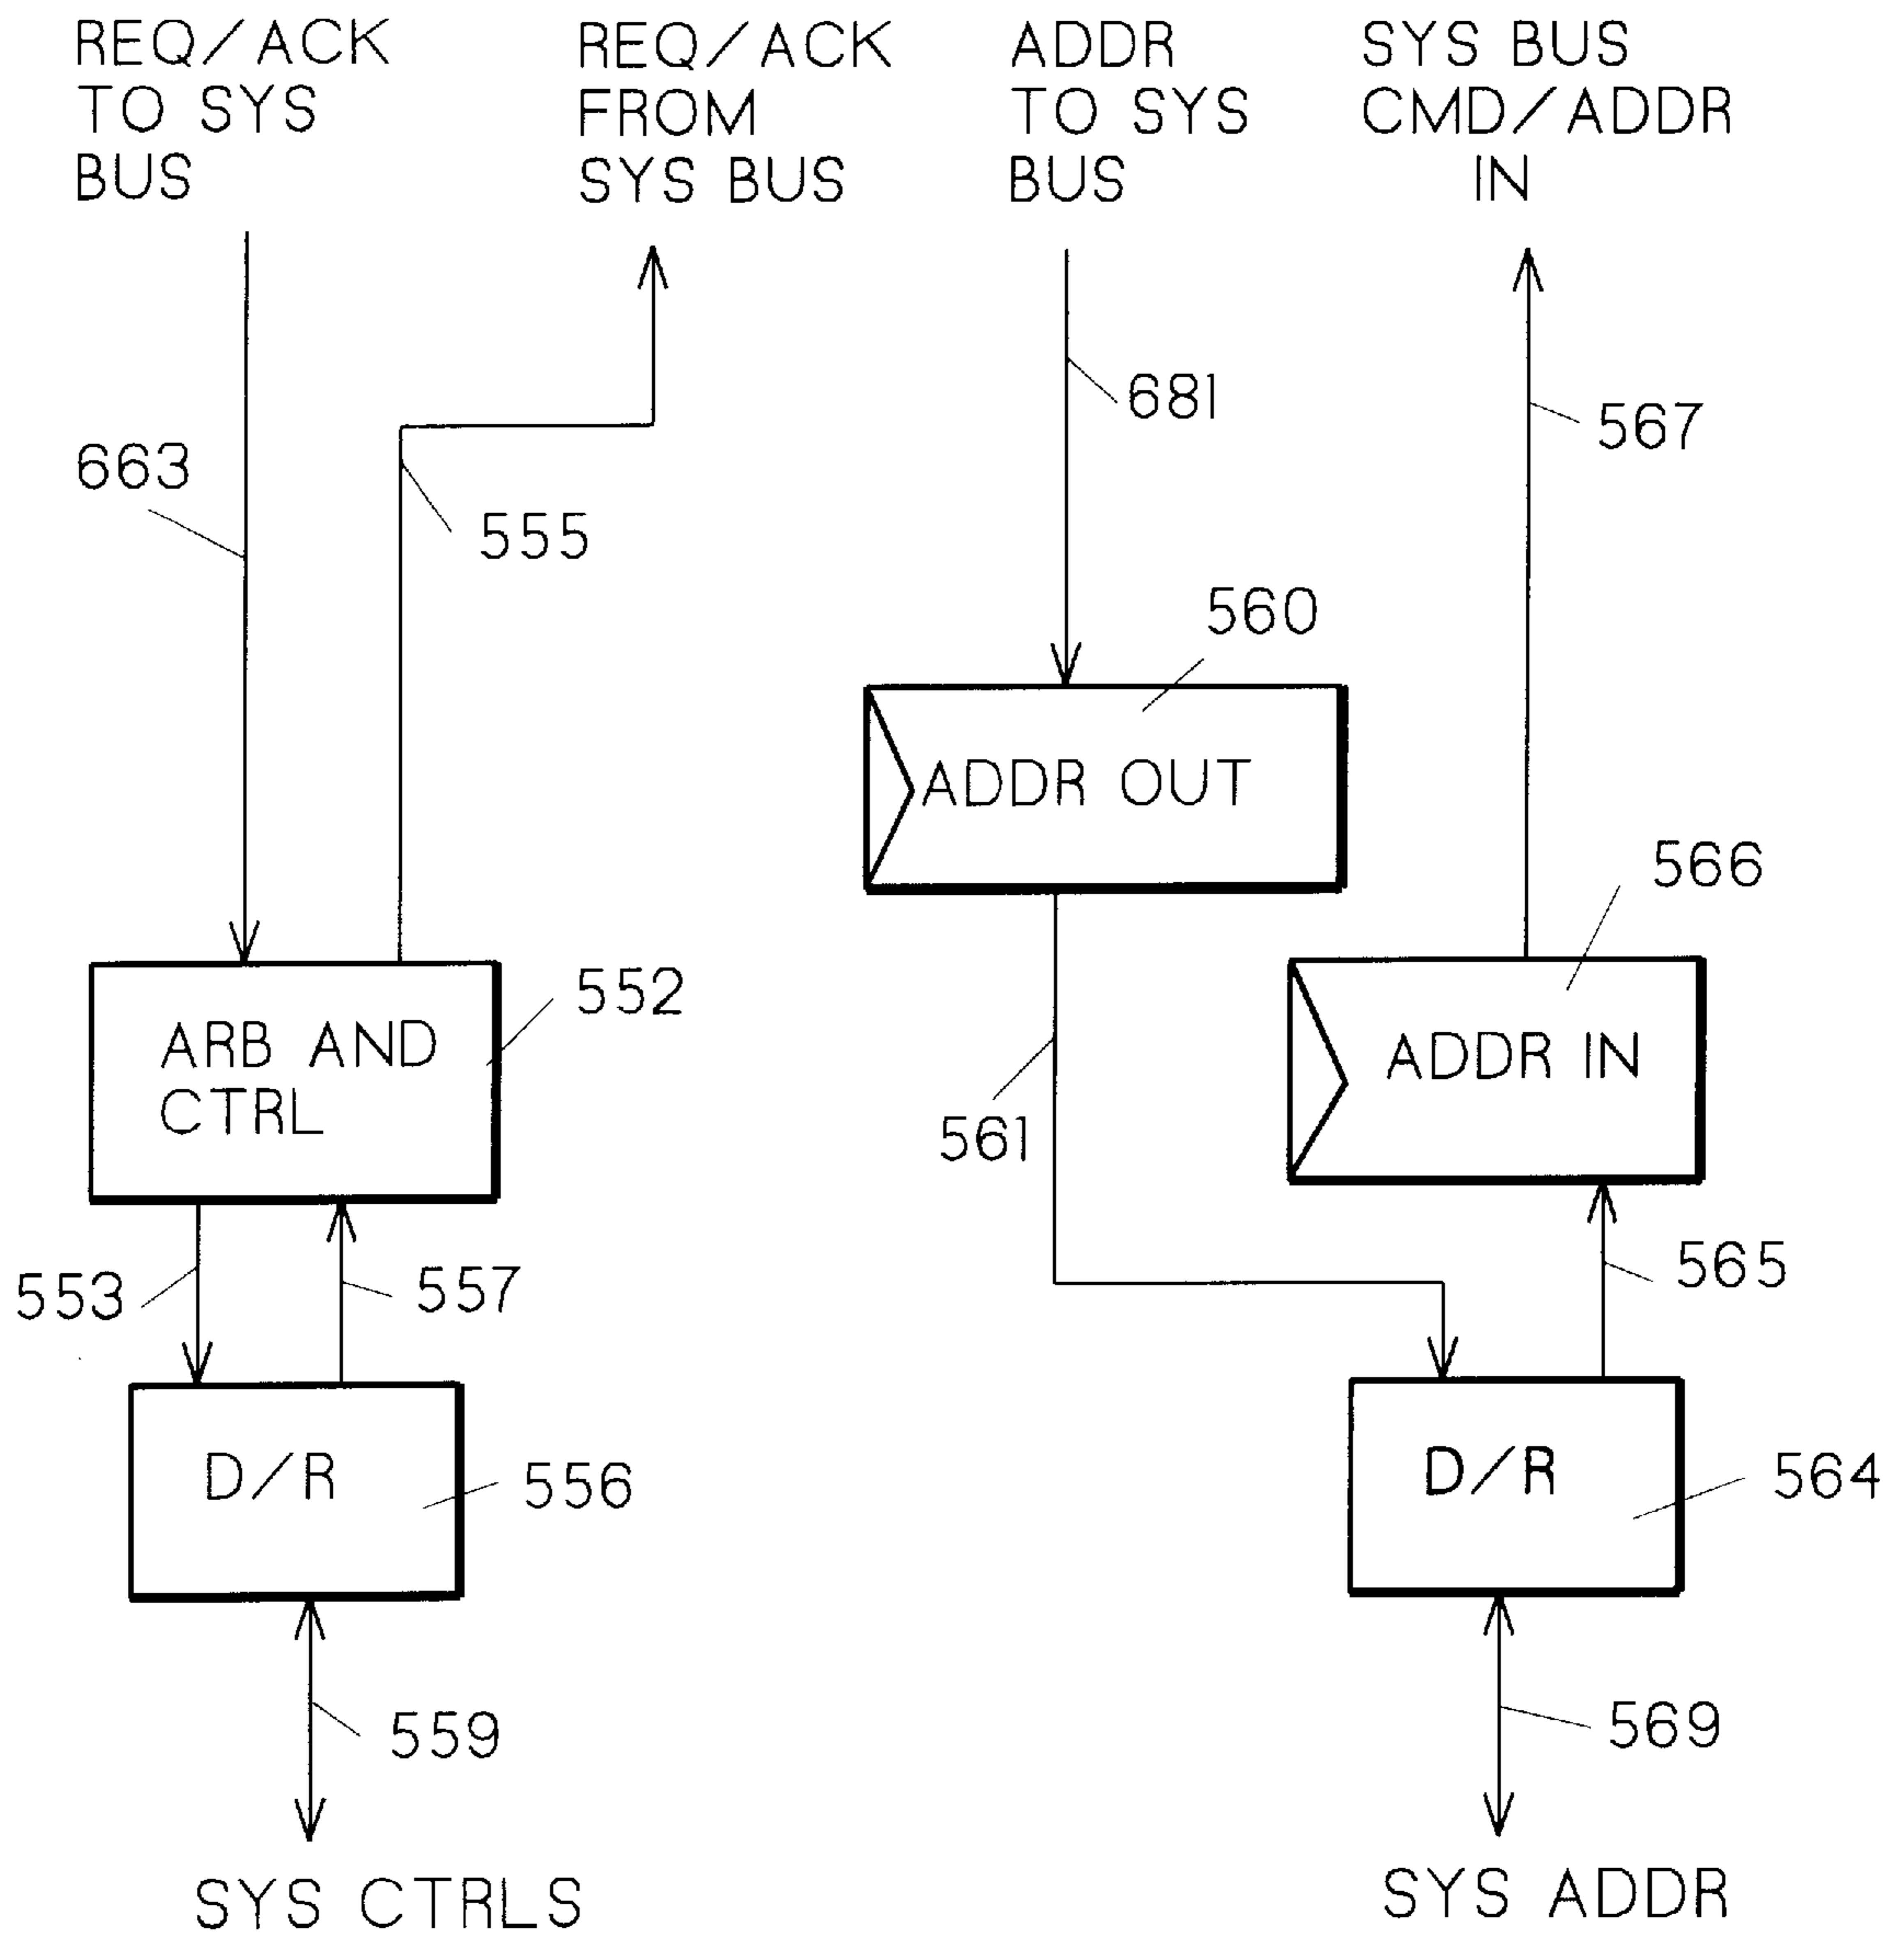 REQ/ACK
TO SYS
BUS
REQ/ACK
FROM
SYS BUS
ADDR
TO SYS
BUS
SYS BUS
CMD/ADDR
IN
681
567
663
555
560
566
552
ADDR OUT
ARB AND
CTRL
ADDR IN
561
553
557
565
D/R
556
D/R
564
559
569
SYS CTRLS
SYS ADDR